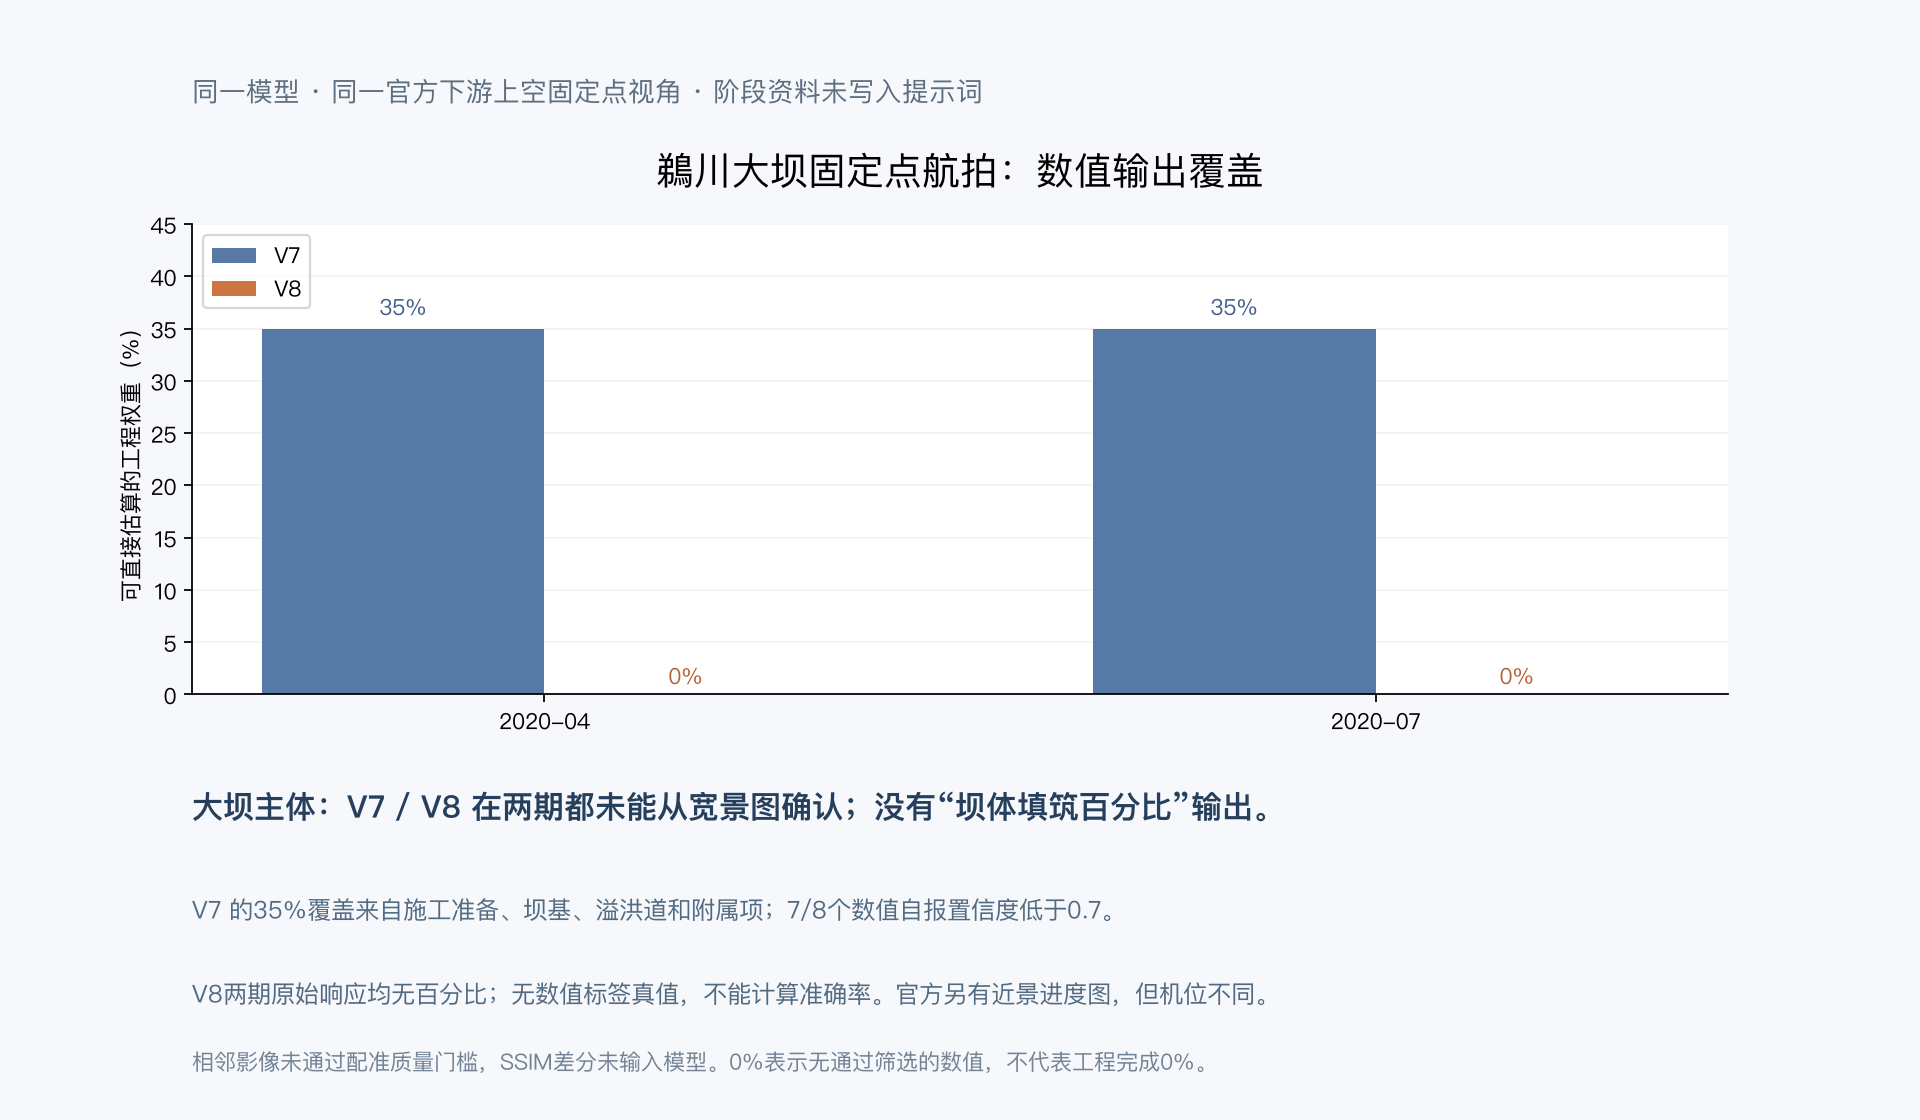 同一模型 · 同一官方下游上空固定点视角 · 阶段资料未写入提示词
鵜川大坝固定点航拍：数值输出覆盖
可直接估算的工程权重（%）
45
40
35
30
25
20
15
10
5
0
V7
V8
35%
0%
35%
0%
2020–04
2020–07
大坝主体：V7 / V8 在两期都未能从宽景图确认；没有“坝体填筑百分比”输出。
V7 的35%覆盖来自施工准备、坝基、溢洪道和附属项；7/8个数值自报置信度低于0.7。
V8两期原始响应均无百分比；无数值标签真值，不能计算准确率。官方另有近景进度图，但机位不同。
相邻影像未通过配准质量门槛，SSIM差分未输入模型。0%表示无通过筛选的数值，不代表工程完成0%。